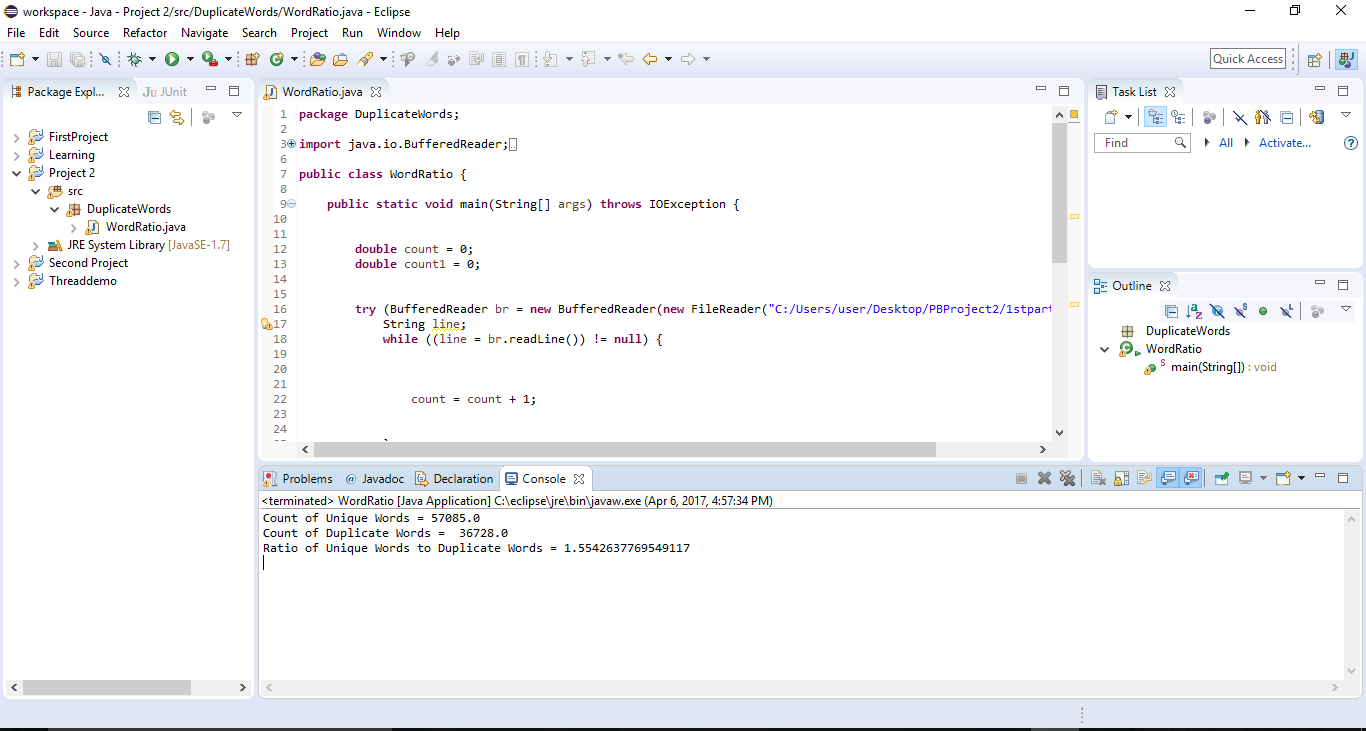 workspace - Java - Project 2/src/DuplicateWords/WordRatio.java - Eclipse
File Edit Source Refactor Navigate Search Project Run Window Help
Quick Access
Package Expl... JUnit
FirstProject
Learning
Project 2
src
DuplicateWords
WordRatio.java
JRE System Library [JavaSE-1.7]
Second Project
Threaddemo
WordRatio.java
1 package DuplicateWords;
2
3 import java.io.BufferedReader;
6
7 public class WordRatio {
8
9 public static void main(String[] args) throws IOException {
10
11
12 double count = 0;
13 double count1 = 0;
14
15
16 try (BufferedReader br = new BufferedReader(new FileReader("C:/Users/user/Desktop/PBProject2/1stpart
17 String line;
18 while ((line = br.readLine()) != null) {
19
20
21
22 count = count + 1;
23
24
Task List
Find All Activate...
Outline
DuplicateWords
WordRatio
main(String[]) : void
Problems @ Javadoc Declaration Console
<terminated> WordRatio [Java Application] C:\eclipse\jre\bin\javaw.exe (Apr 6, 2017, 4:57:34 PM)
Count of Unique Words = 57085.0
Count of Duplicate Words =  36728.0
Ratio of Unique Words to Duplicate Words = 1.5542637769549117